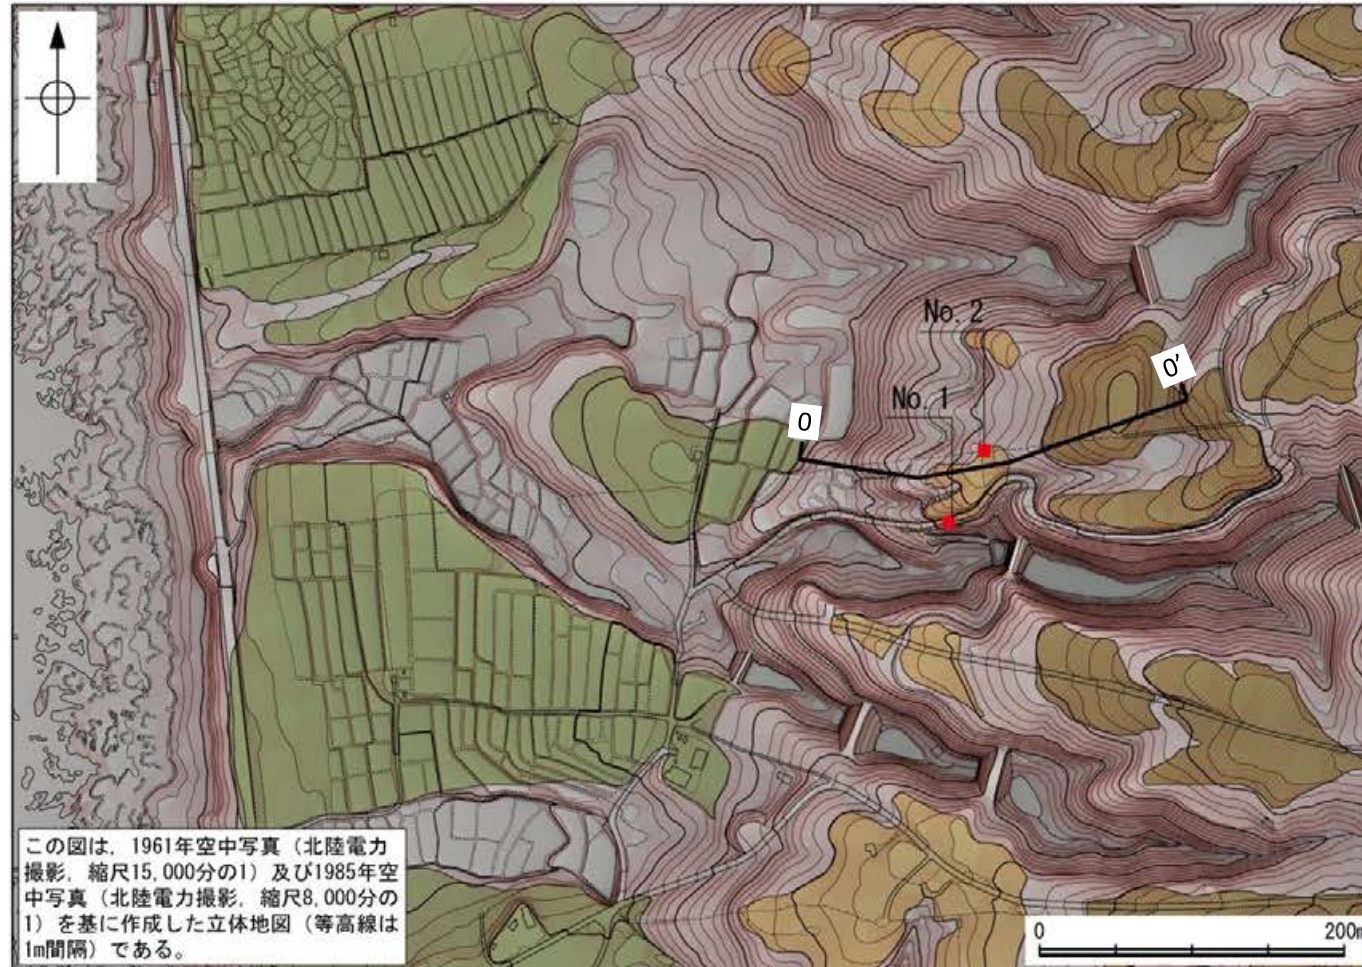 No. 2
O'
No. 1
O
この図は，1961年空中写真（北陸電力
撮影，縮尺15,000分の1）及び1985年空
中写真（北陸電力撮影，縮尺8,000分の
1）を基に作成した立体地図（等高線は
1m間隔）である。
0 200m